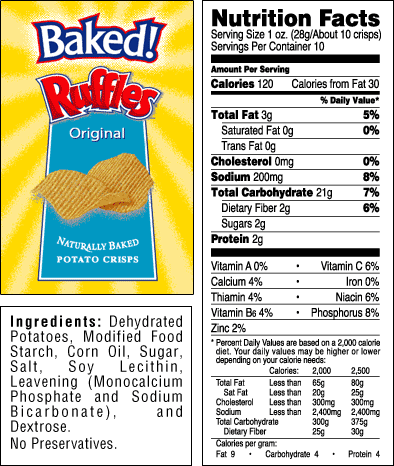 Baked!
Ruffles
Original
NATURALLY BAKED
POTATO CRISPS
Ingredients: Dehydrated
Potatoes, Modified Food
Starch, Corn Oil, Sugar,
Salt, Soy Lecithin,
Leavening (Monocalcium
Phosphate and Sodium
Bicarbonate), and
Dextrose.
No Preservatives.
Nutrition Facts
Serving Size 1 oz. (28g/About 10 crisps)
Servings Per Container 10
Amount Per Serving
Calories 120 Calories from Fat 30
% Daily Value*
Total Fat 3g 5%
Saturated Fat 0g 0%
Trans Fat 0g
Cholesterol 0mg 0%
Sodium 200mg 8%
Total Carbohydrate 21g 7%
Dietary Fiber 2g 6%
Sugars 2g
Protein 2g
Vitamin A 0% • Vitamin C 6%
Calcium 4% • Iron 0%
Thiamin 4% • Niacin 6%
Vitamin B6 4% • Phosphorus 8%
Zinc 2%
* Percent Daily Values are based on a 2,000 calorie
diet. Your daily values may be higher or lower
depending on your calorie needs:
Calories: 2,000 2,500
Total Fat Less than 65g 80g
Sat Fat Less than 20g 25g
Cholesterol Less than 300mg 300mg
Sodium Less than 2,400mg 2,400mg
Total Carbohydrate 300g 375g
Dietary Fiber 25g 30g
Calories per gram:
Fat 9 • Carbohydrate 4 • Protein 4